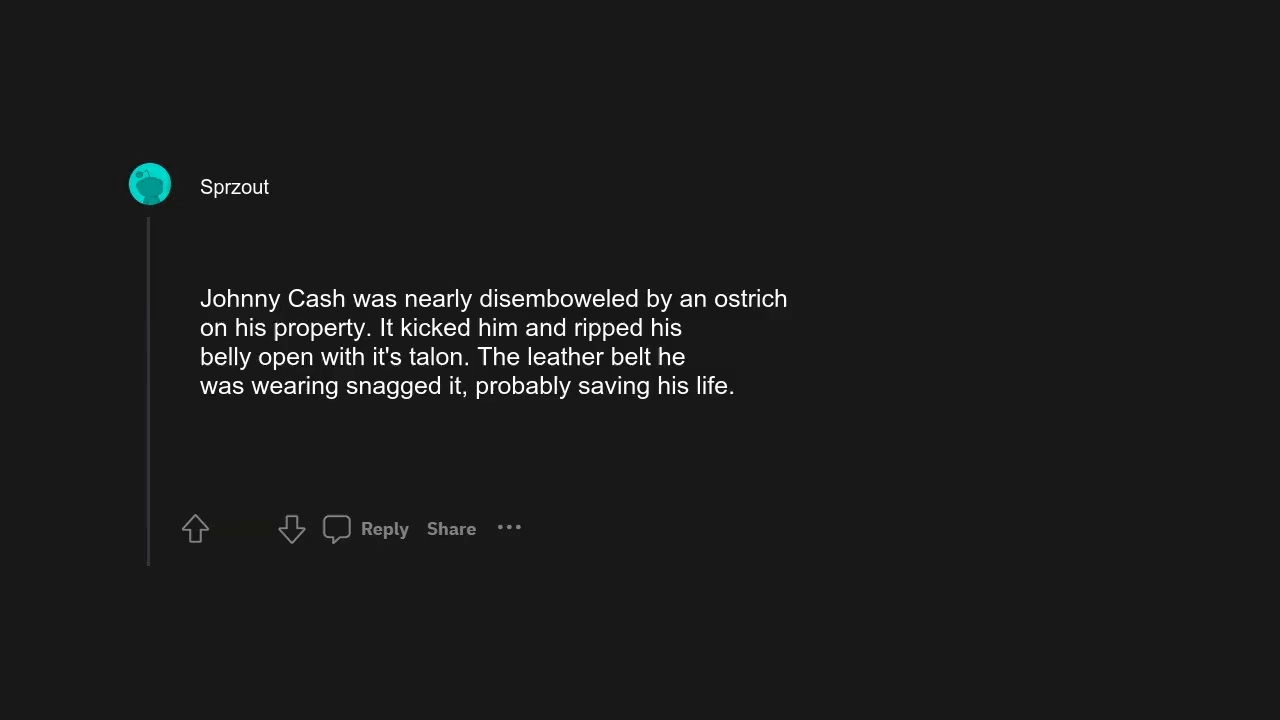 Sprzout
Johnny Cash was nearly disemboweled by an ostrich
on his property. It kicked him and ripped his
belly open with it's talon. The leather belt he
was wearing snagged it, probably saving his life.
Reply Share